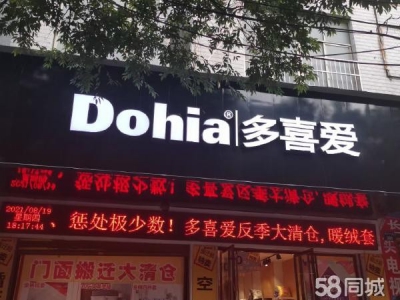 Dohia®|多喜爱
2021/08/19
星期四
18:17:44
、惩处极少数！多喜爱反季大清仓,暖绒套
门面搬迁大清仓
空
58同城